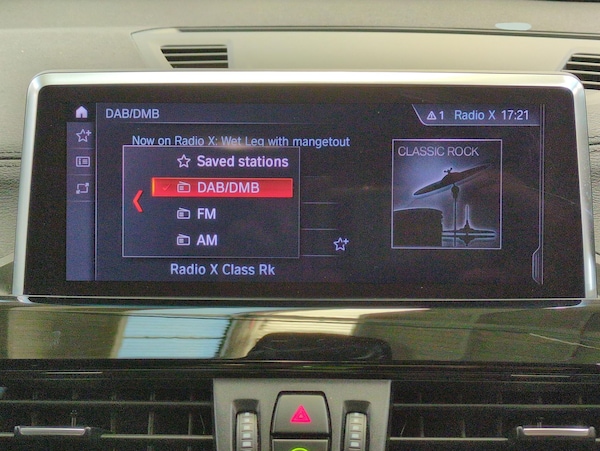 DAB/DMB
1 Radio X 17:21
Now on Radio X: Wet Leg with mangetout
Saved stations
DAB/DMB
FM
AM
CLASSIC ROCK
Radio X Class Rk